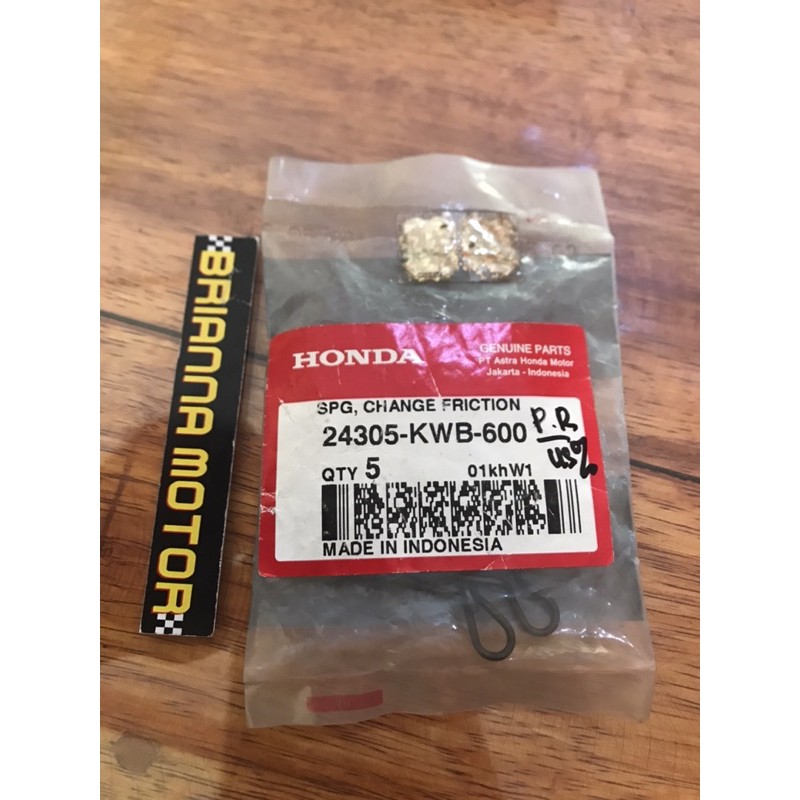 BRIANNA MOTOR
HONDA
GENUINE PARTS
PT Astra Honda Motor
Jakarta - Indonesia
SPG, CHANGE FRICTION
24305-KWB-600
P.R
QTY 5
01khW1
MADE IN INDONESIA